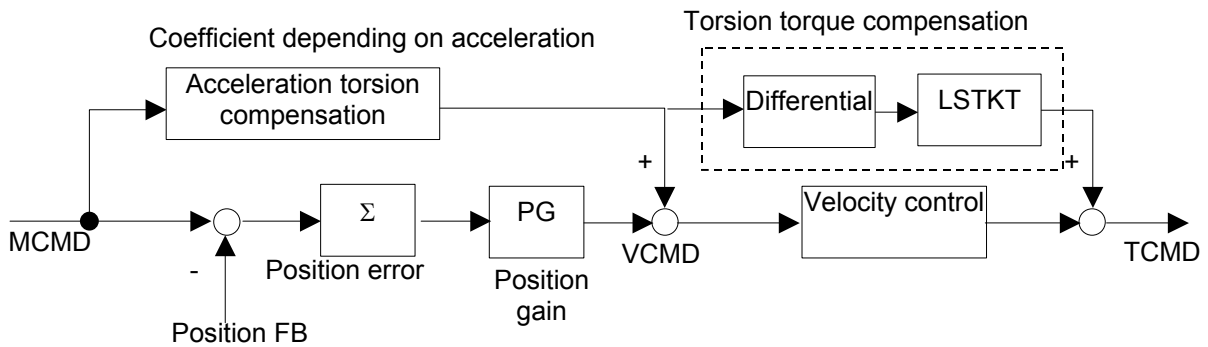 Torsion torque compensation
Coefficient depending on acceleration
Acceleration torsion
compensation
Differential
LSTKT
+
+
Σ
PG
Velocity control
MCMD
VCMD
TCMD
-
Position error
Position
gain
Position FB